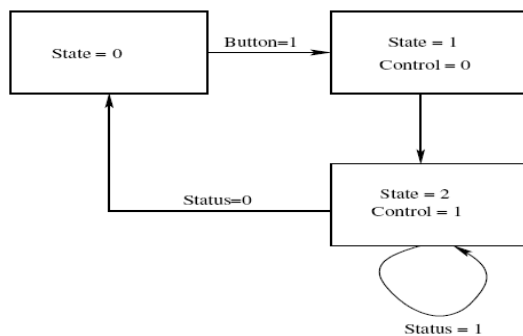 State = 0
Button=1
State = 1
Control = 0
Status=0
State = 2
Control = 1
Status = 1